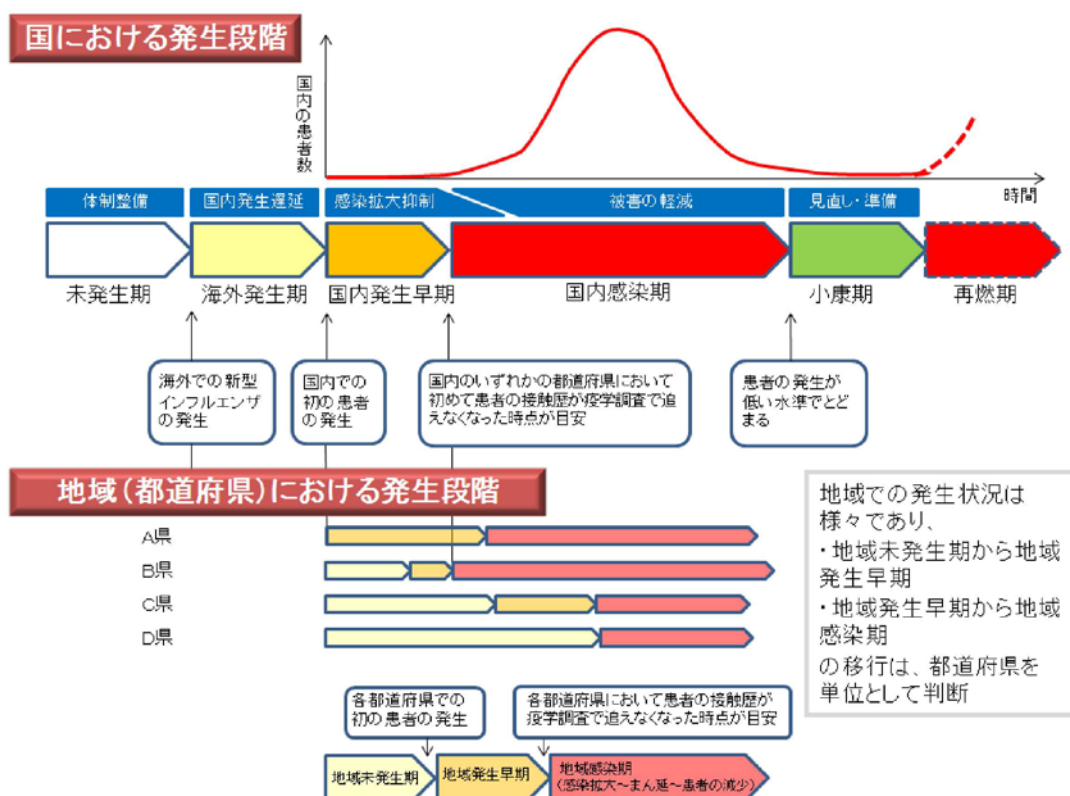 国における発生段階
国内の患者数
時間
体制整備
国内発生遅延
感染拡大抑制
被害の軽減
見直し・準備
未発生期
海外発生期
国内発生早期
国内感染期
小康期
再燃期
海外での新型
インフルエンザ
の発生
国内での
初の患者
の発生
国内のいずれかの都道府県において
初めて患者の接触歴が疫学調査で追
えなくなった時点が目安
患者の発生が
低い水準でとど
まる
地域(都道府県)における発生段階
A県
B県
C県
D県
地域での発生状況は
様々であり、
・地域未発生期から地域
発生早期
・地域発生早期から地域
感染期
の移行は、都道府県を
単位として判断
各都道府県での
初の患者の発生
各都道府県において患者の接触歴が
疫学調査で追えなくなった時点が目安
地域未発生期
地域発生早期
地域感染期
(感染拡大～まん延～患者の減少)